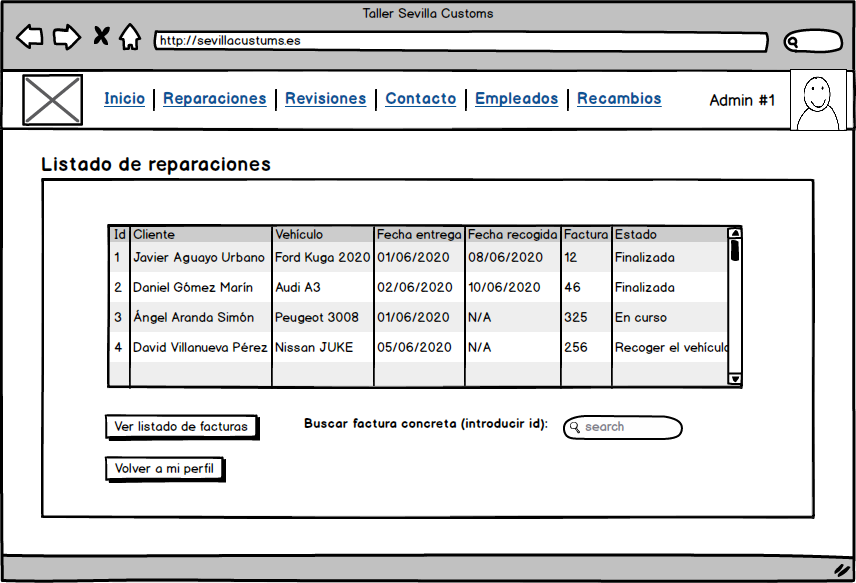 Taller Sevilla Customs
http://sevillacustums.es
Inicio | Reparaciones | Revisiones | Contacto | Empleados | Recambios Admin #1
Listado de reparaciones
Id Cliente Vehículo Fecha entrega Fecha recogida Factura Estado
1 Javier Aguayo Urbano Ford Kuga 2020 01/06/2020 08/06/2020 12 Finalizada
2 Daniel Gómez Marín Audi A3 02/06/2020 10/06/2020 46 Finalizada
3 Ángel Aranda Simón Peugeot 3008 01/06/2020 N/A 325 En curso
4 David Villanueva Pérez Nissan JUKE 05/06/2020 N/A 256 Recoger el vehículo
Ver listado de facturas Buscar factura concreta (introducir id): search
Volver a mi perfil